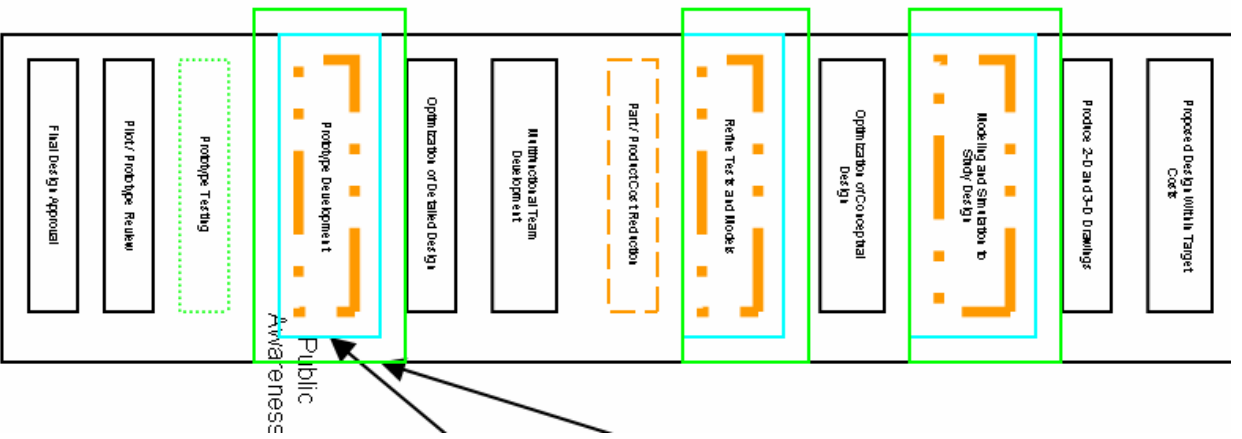 Proposed Design Within Target
Costs
Produce 2-D and 3-D Drawings
Modeling and Simulation to
Study Design
Optimization of Conceptual
Design
Refine Tests and Models
Part / Product Cost Reduction
Multifunctional Team
Development
Optimization of Detailed Design
Prototype Development
Public
Awareness
Prototype Testing
Pilot / Prototype Review
Final Design Approval